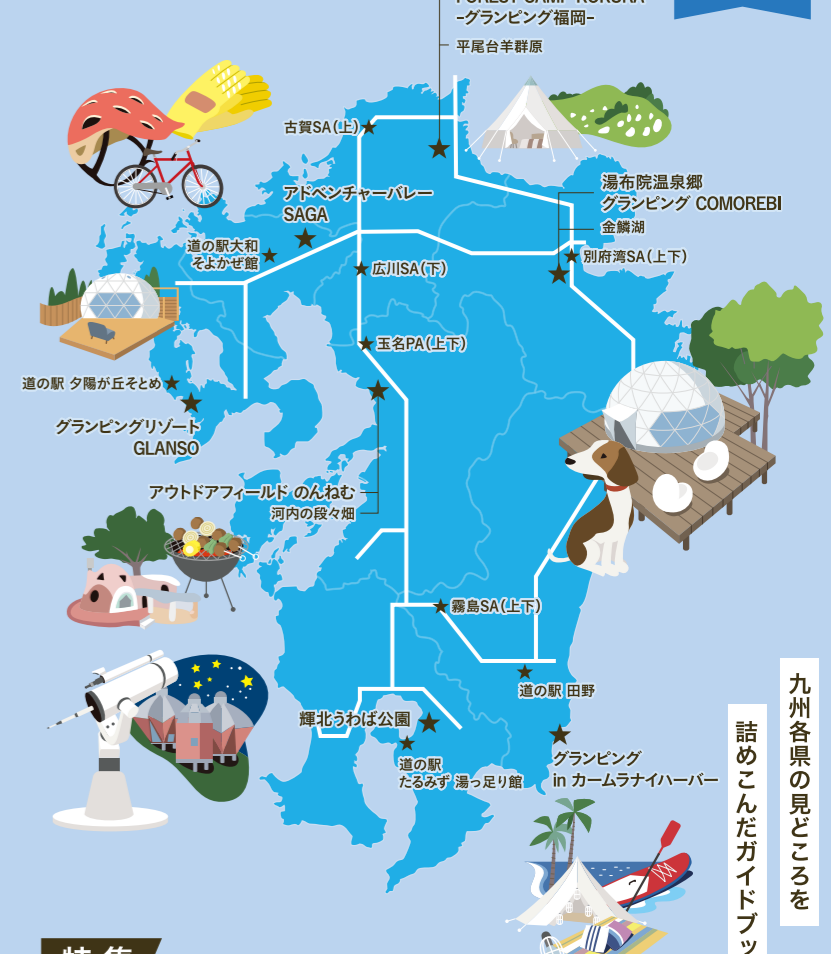 FOREST CAMP KOKURA
-グランピング福岡-
平尾台羊群原
古賀SA(上)
アドベンチャーバレー
SAGA
湯布院温泉郷
グランピング COMOREBI
金鱗湖
道の駅大和
そよかぜ館
別府湾SA(上下)
広川SA(下)
玉名PA(上下)
道の駅 夕陽が丘そとめ
グランピングリゾート
GLANSO
アウトドアフィールド のんねむ
河内の段々畑
霧島SA(上下)
道の駅 田野
輝北うわば公園
道の駅
たるみず 湯っ足り館
グランピング
in カームラナイハーバー
九州各県の見どころを
詰めこんだガイドブッ
特集